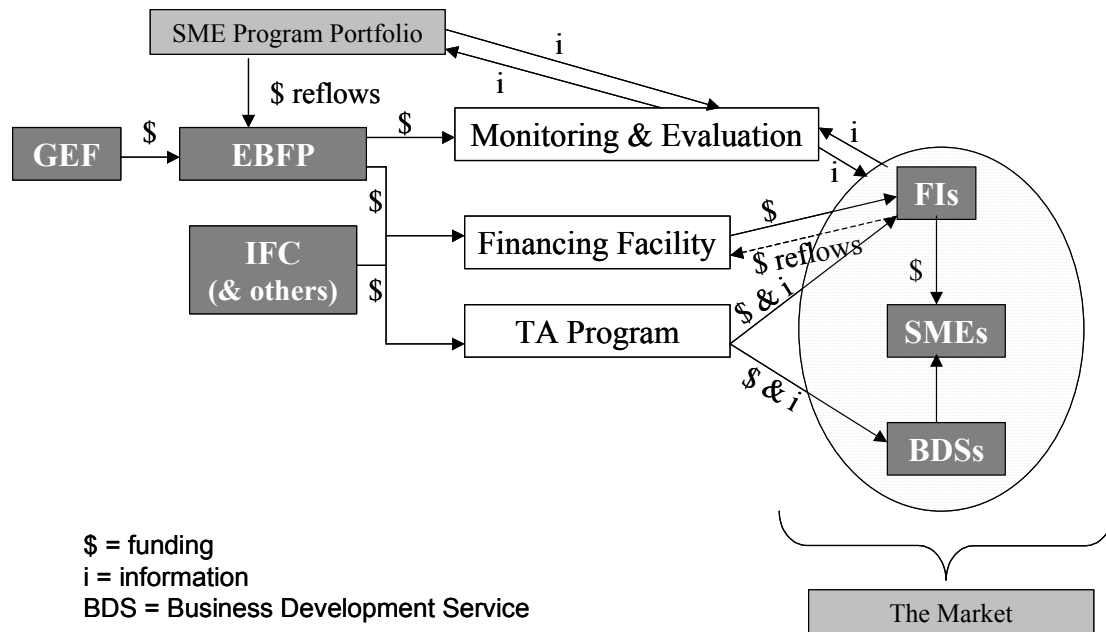 SME Program Portfolio
i
i
$ reflows
$
GEF
EBFP
$
Monitoring & Evaluation
i
i
FIs
$
IFC
(& others)
$
Financing Facility
$
$ reflows
$
$ & i
TA Program
SMEs
$ & i
BDSs
$ = funding
i = information
BDS = Business Development Service
The Market